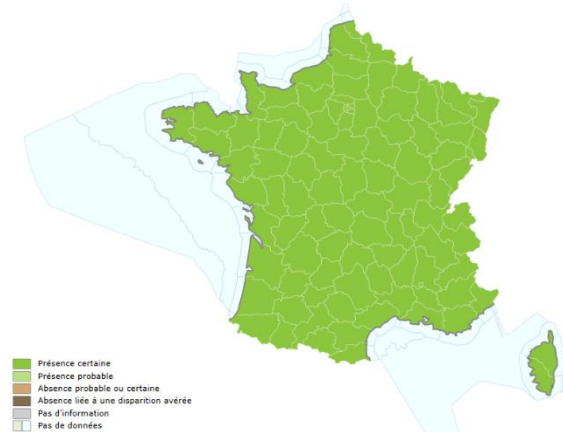 Présence certaine
Présence probable
Absence probable ou certaine
Absence liée à une disparition avérée
Pas d'information
Pas de données